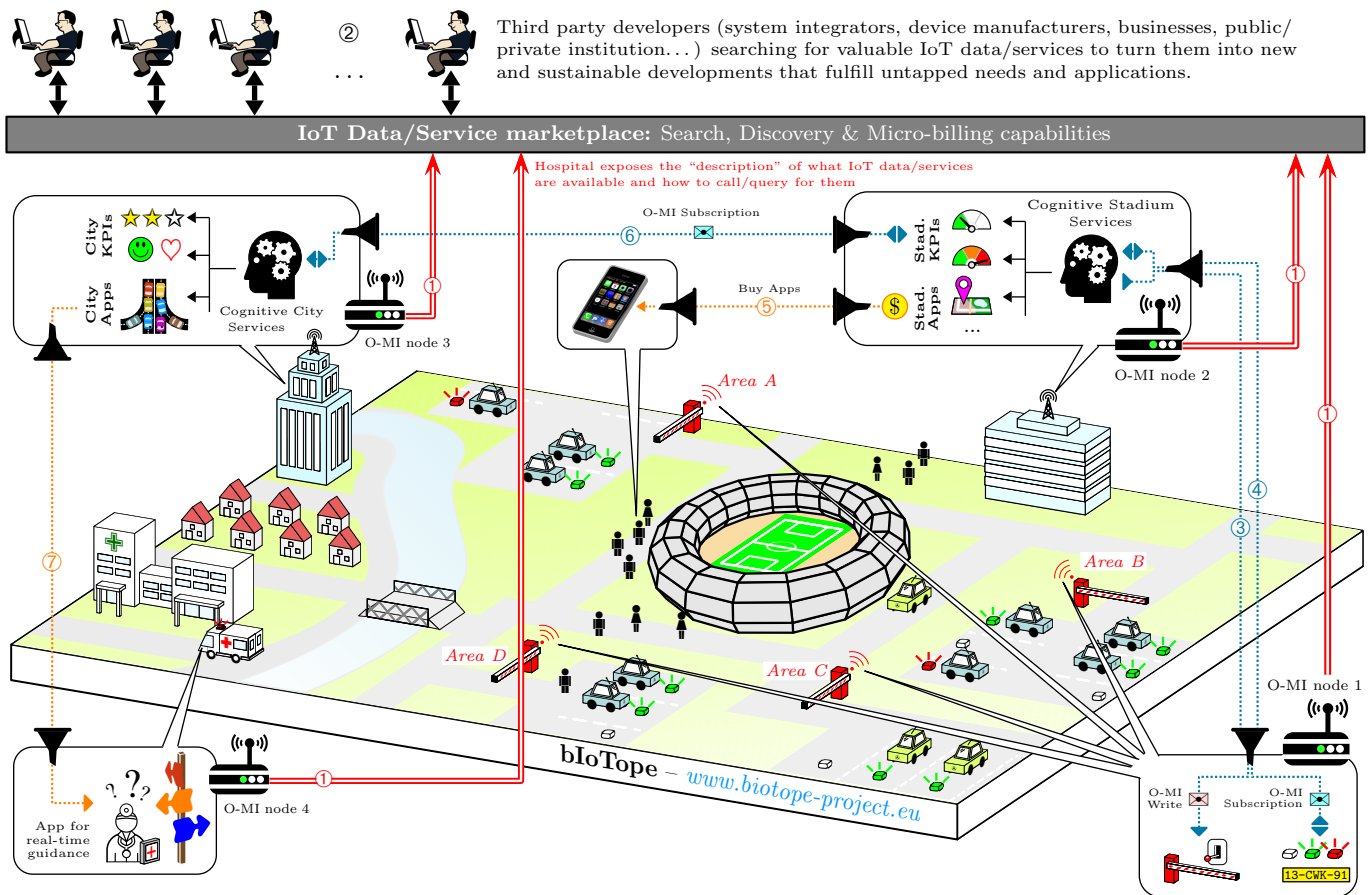 ②
...
Third party developers (system integrators, device manufacturers, businesses, public/
private institution...) searching for valuable IoT data/services to turn them into new
and sustainable developments that fulfill untapped needs and applications.
IoT Data/Service marketplace: Search, Discovery & Micro-billing capabilities
Hospital exposes the “description” of what IoT data/services
are available and how to call/query for them
City
KPIs
City
Apps
Cognitive City
Services
O-MI node 3
①
①
O-MI Subscription
⑥
Buy Apps
⑤
Stad.
KPIs
Stad.
Apps
$
...
Cognitive Stadium
Services
O-MI node 2
①
①
④
③
⑦
Area A
Area B
Area C
Area D
O-MI node 1
bIoTope – www.biotope-project.eu
? ? ?
App for
real-time
guidance
O-MI node 4
①
O-MI
Write
O-MI
Subscription
13-CWK-91